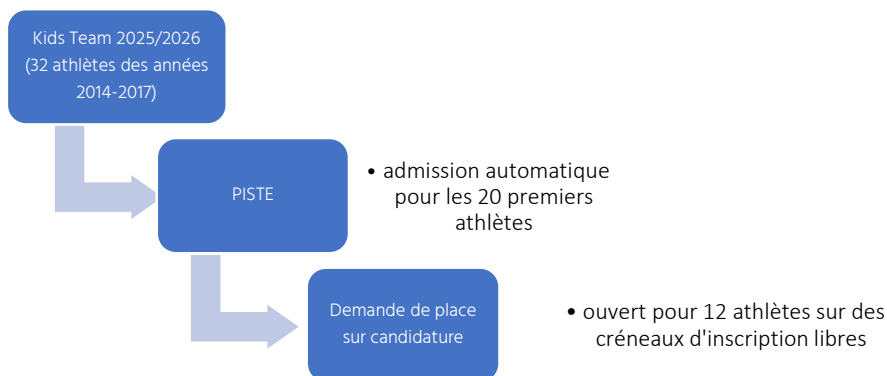 Kids Team 2025/2026
(32 athlètes des années
2014-2017)
PISTE
• admission automatique
pour les 20 premiers
athlètes
Demande de place
sur candidature
• ouvert pour 12 athlètes sur des
créneaux d'inscription libres